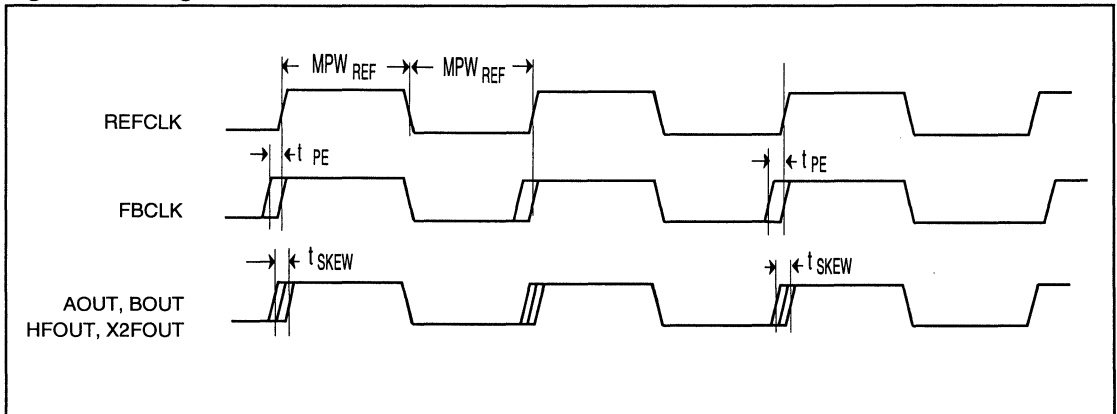 MPW REF MPW REF
REFCLK
t PE t PE
FBCLK
t SKEW t SKEW
AOUT, BOUT
HFOUT, X2FOUT